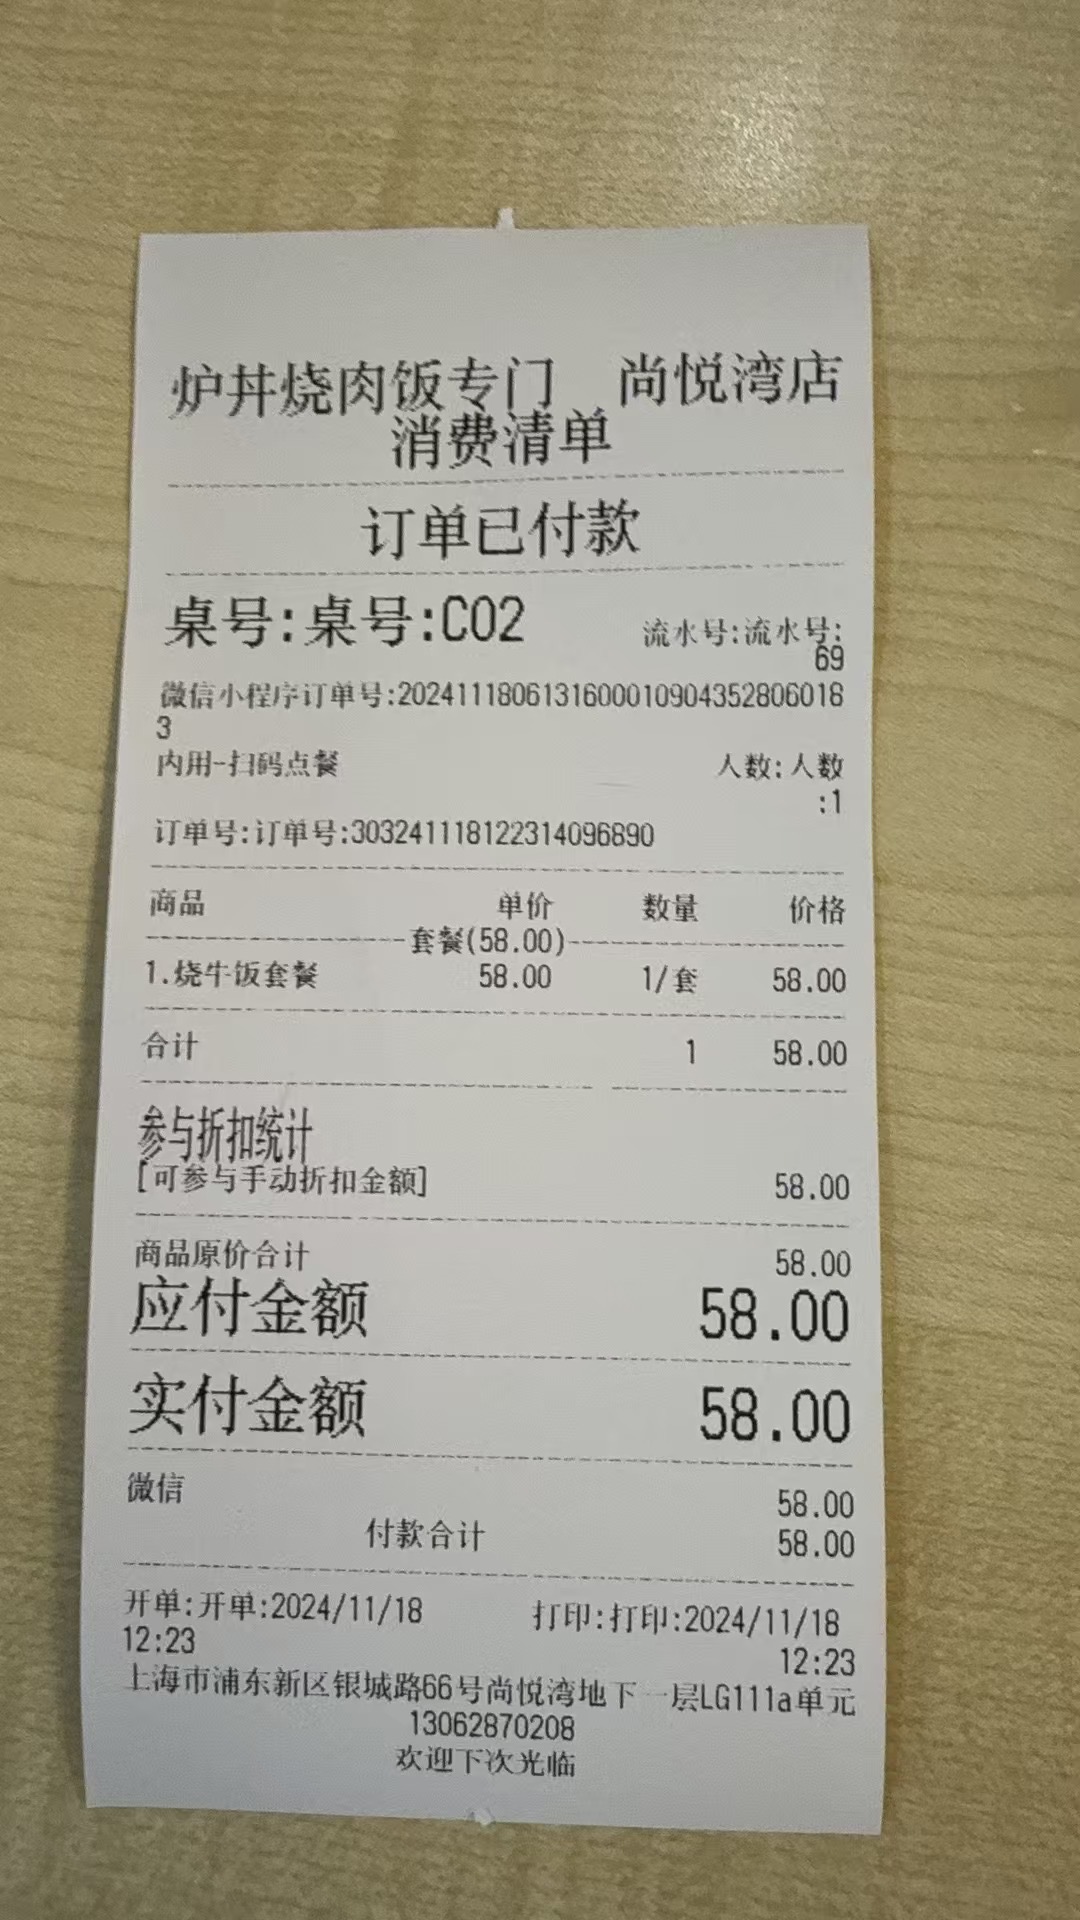 炉丼烧肉饭专门 尚悦湾店
消费清单
订单已付款
桌号:桌号:C02 流水号:流水号:
69
微信小程序订单号:2024111806131600010904352806018
3
内用-扫码点餐 人数:人数
:1
订单号:订单号:303241118122314096890
商品 单价 数量 价格
套餐(58.00)
1.烧牛饭套餐 58.00 1/套 58.00
合计 1 58.00
参与折扣统计
[可参与手动折扣金额] 58.00
商品原价合计 58.00
应付金额 58.00
实付金额 58.00
微信 58.00
付款合计 58.00
开单:开单:2024/11/18 打印:打印:2024/11/18
12:23 12:23
上海市浦东新区银城路66号尚悦湾地下一层LG111a单元
13062870208
欢迎下次光临